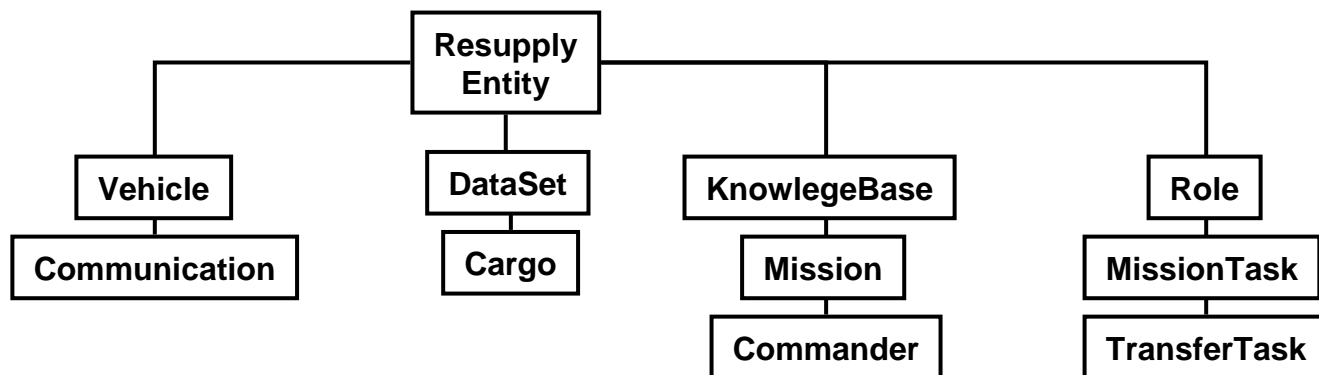 Resupply
Entity
Vehicle
DataSet
KnowlegeBase
Role
Communication
Cargo
Mission
MissionTask
Commander
TransferTask